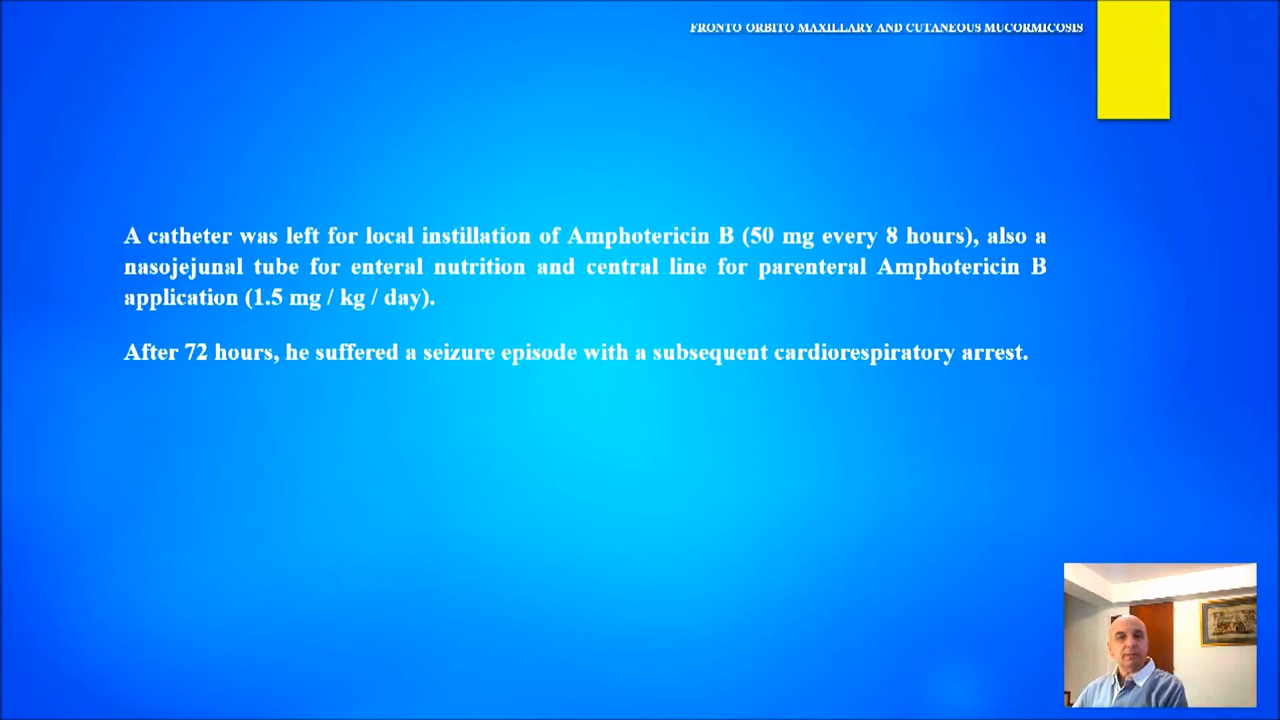 FRONTO ORBITO MAXILLARY AND CUTANEOUS MUCORMICOSIS
A catheter was left for local instillation of Amphotericin B (50 mg every 8 hours), also a
nasojejunal tube for enteral nutrition and central line for parenteral Amphotericin B
application (1.5 mg / kg / day).
After 72 hours, he suffered a seizure episode with a subsequent cardiorespiratory arrest.